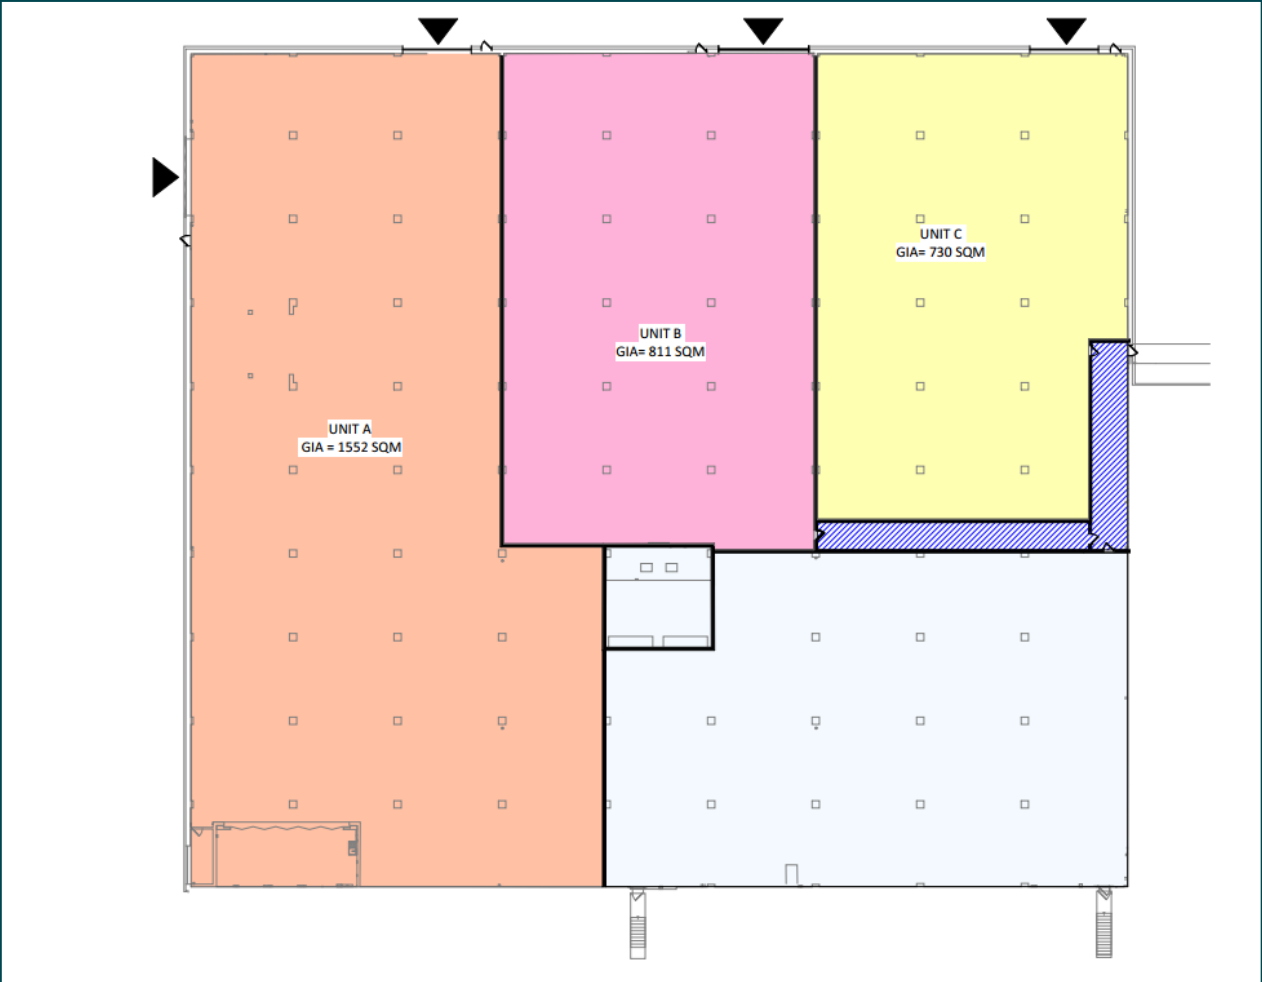 UNIT C
GIA= 730 SQM
UNIT B
GIA= 811 SQM
UNIT A
GIA = 1552 SQM